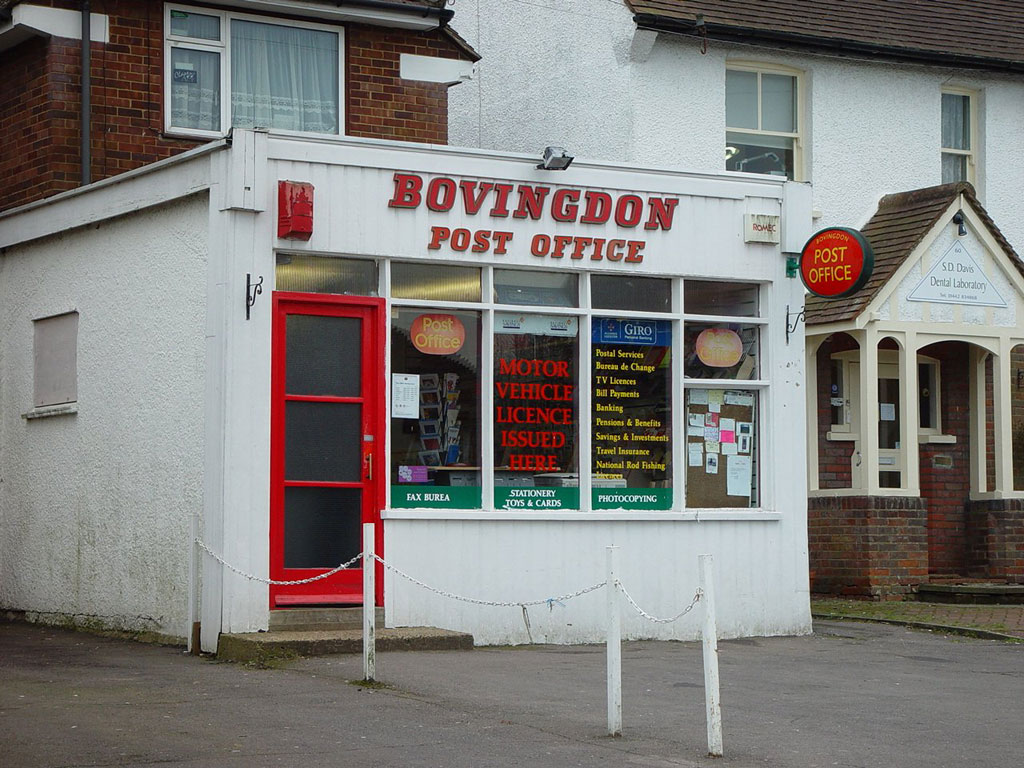 BOVINGDON
POST OFFICE
ROMEC
BOVINGDON
POST
OFFICE
S.D. Davis
Dental Laboratory
Post
Office
MOTOR
VEHICLE
LICENCE
ISSUED
HERE
GIRO
Postal Services
Bureau de Change
TV Licences
Bill Payments
Banking
Pensions & Benefits
Savings & Investments
Travel Insurance
National Rod Fishing
Post
Office
FAX BUREA
STATIONERY
TOYS & CARDS
PHOTOCOPYING